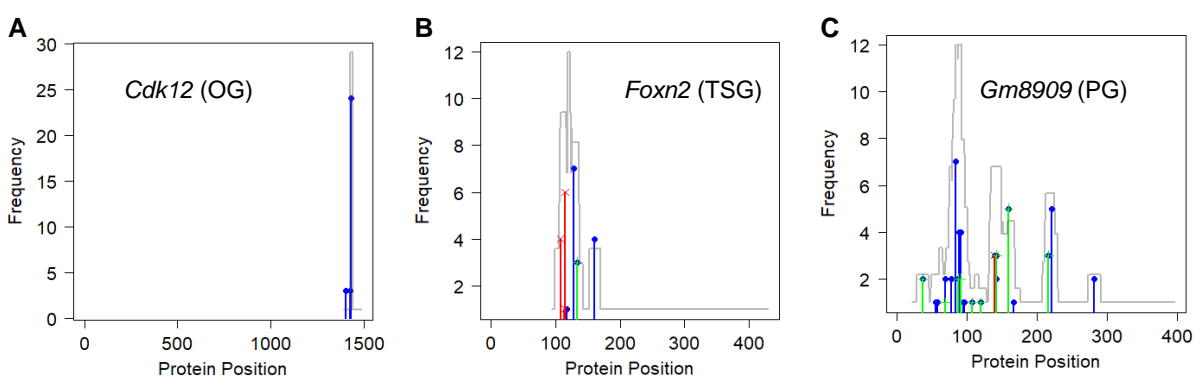 A
Cdk12 (OG)
Frequency
30
25
20
15
10
5
0
0 500 1000 1500
Protein Position
B
Foxn2 (TSG)
Frequency
12
10
8
6
4
2
0 100 200 300 400
Protein Position
C
Gm8909 (PG)
Frequency
12
10
8
6
4
2
0 100 200 300 400
Protein Position